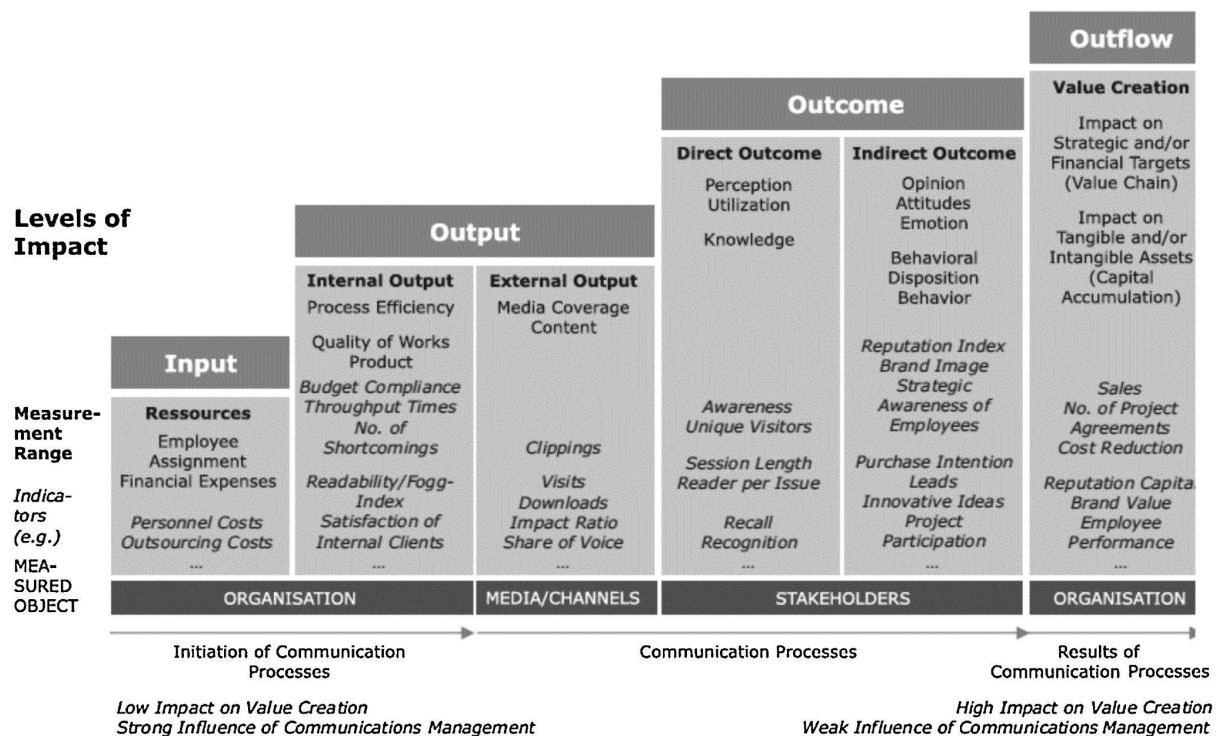 Levels of
Impact
Measure-
ment
Range
Indica-
tors
(e.g.)
MEA-
SURED
OBJECT
Input
Ressources
Employee
Assignment
Financial Expenses
Personnel Costs
Outsourcing Costs
...
Output
Internal Output
Process Efficiency
Quality of Works
Product
Budget Compliance
Throughput Times
No. of
Shortcomings
Readability/Fogg-
Index
Satisfaction of
Internal Clients
...
External Output
Media Coverage
Content
Clippings
Visits
Downloads
Impact Ratio
Share of Voice
...
Outcome
Direct Outcome
Perception
Utilization
Knowledge
Awareness
Unique Visitors
Session Length
Reader per Issue
Recall
Recognition
...
Indirect Outcome
Opinion
Attitudes
Emotion
Behavioral
Disposition
Behavior
Reputation Index
Brand Image
Strategic
Awareness of
Employees
Purchase Intention
Leads
Innovative Ideas
Project
Participation
...
Outflow
Value Creation
Impact on
Strategic and/or
Financial Targets
(Value Chain)
Impact on
Tangible and/or
Intangible Assets
(Capital
Accumulation)
Sales
No. of Project
Agreements
Cost Reduction
Reputation Capital
Brand Value
Employee
Performance
...
ORGANISATION
MEDIA/CHANNELS
STAKEHOLDERS
ORGANISATION
Initiation of Communication
Processes
Communication Processes
Results of
Communication Processes
Low Impact on Value Creation
Strong Influence of Communications Management
High Impact on Value Creation
Weak Influence of Communications Management